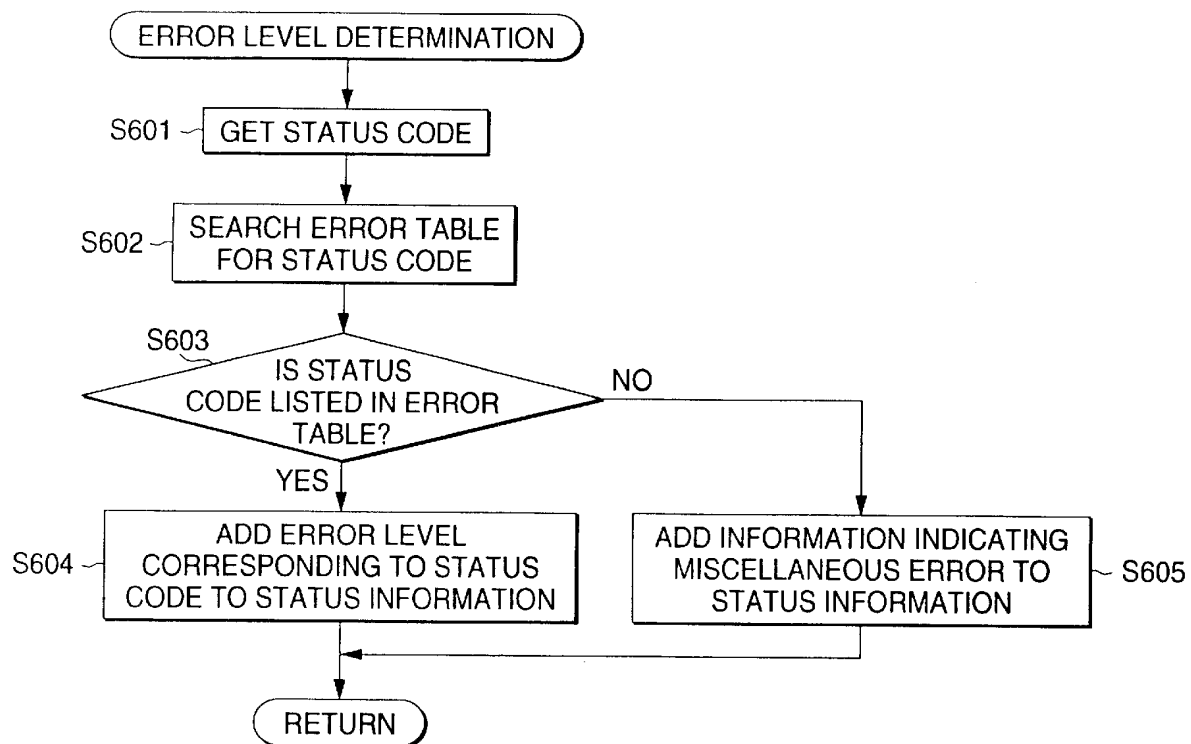 ERROR LEVEL DETERMINATION
S601
GET STATUS CODE
S602
SEARCH ERROR TABLE
FOR STATUS CODE
S603
IS STATUS
CODE LISTED IN ERROR
TABLE?
NO
YES
S604
ADD ERROR LEVEL
CORRESPONDING TO STATUS
CODE TO STATUS INFORMATION
ADD INFORMATION INDICATING
MISCELLANEOUS ERROR TO
STATUS INFORMATION
S605
RETURN